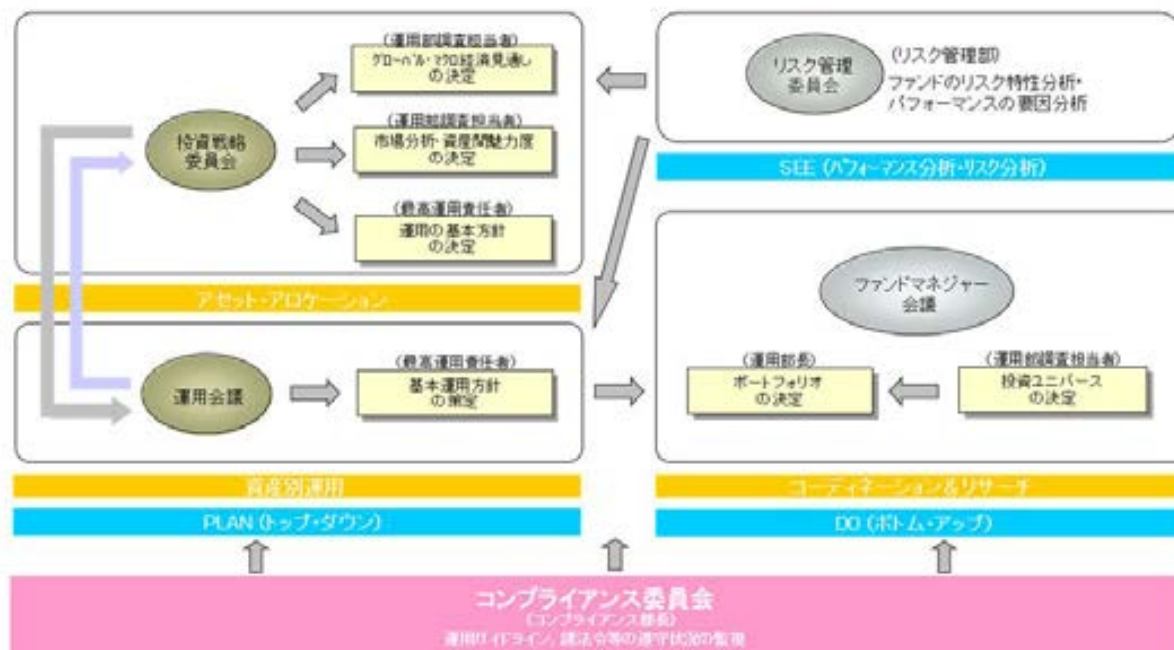 (運用部調査担当者)
グローバル・マクロ経済見通し
の決定
投資戦略
委員会
(運用部調査担当者)
市場分析・資産間魅力度
の決定
(最高運用責任者)
運用の基本方針
の決定
アセット・アロケーション
リスク管理
委員会
(リスク管理部)
ファンドのリスク特性分析・
パフォーマンスの要因分析
SEE (パフォーマンス分析・リスク分析)
運用会議
(最高運用責任者)
基本運用方針
の策定
資産別運用
PLAN (トップ・ダウン)
ファンドマネジャー
会議
(運用部長)
ポートフォリオ
の決定
(運用部調査担当者)
投資ユニバース
の決定
コーディネーション&リサーチ
DO (ボトム・アップ)
コンプライアンス委員会
(コンプライアンス部長)
運用ガイドライン、諸法令等の遵守状況の監視